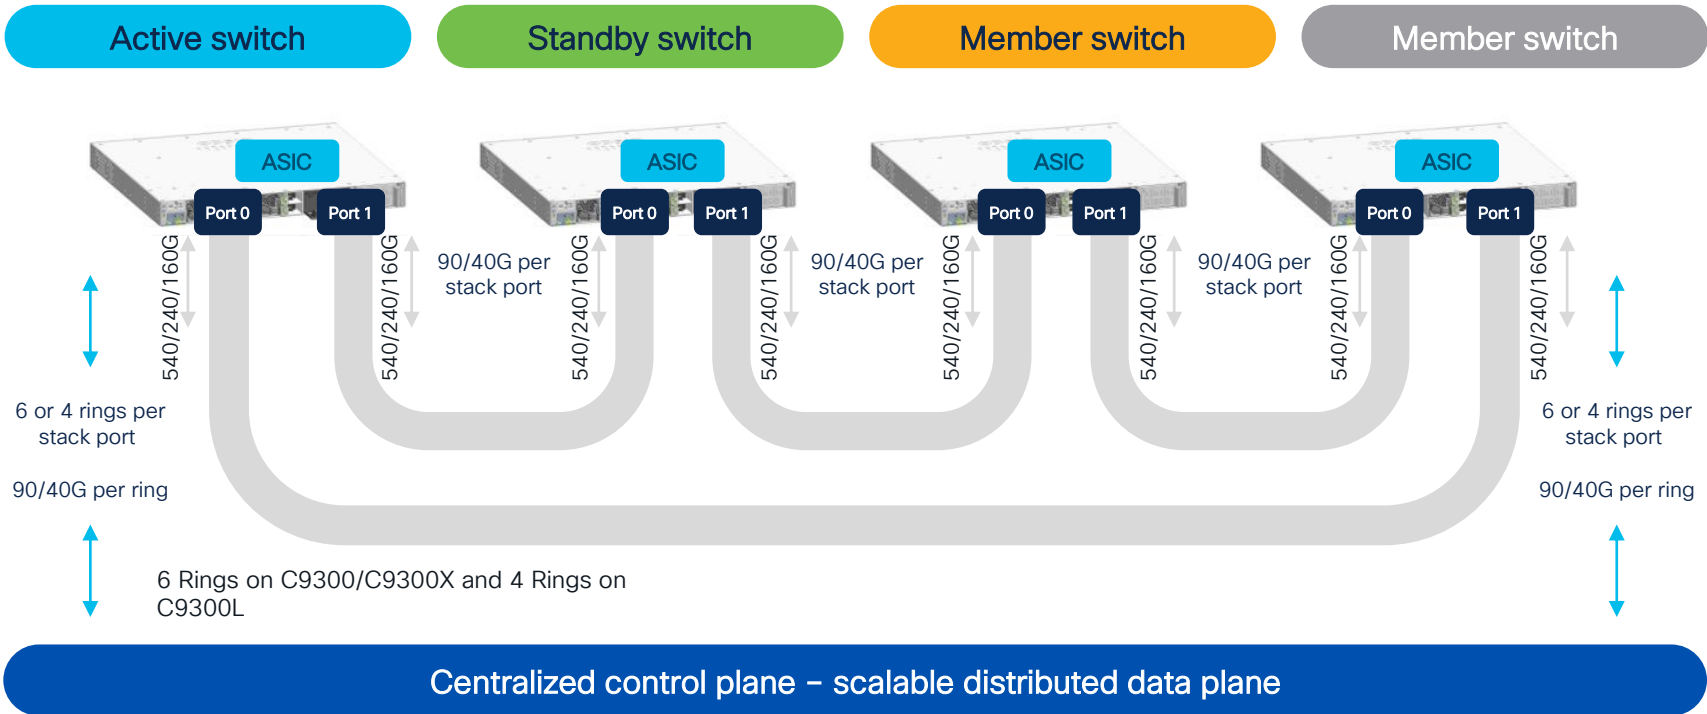 Active switch
Standby switch
Member switch
Member switch
ASIC
Port 0
Port 1
ASIC
Port 0
Port 1
ASIC
Port 0
Port 1
ASIC
Port 0
Port 1
540/240/160G
540/240/160G
90/40G per
stack port
540/240/160G
540/240/160G
90/40G per
stack port
540/240/160G
540/240/160G
90/40G per
stack port
540/240/160G
540/240/160G
6 or 4 rings per
stack port
90/40G per ring
6 or 4 rings per
stack port
90/40G per ring
6 Rings on C9300/C9300X and 4 Rings on
C9300L
Centralized control plane – scalable distributed data plane